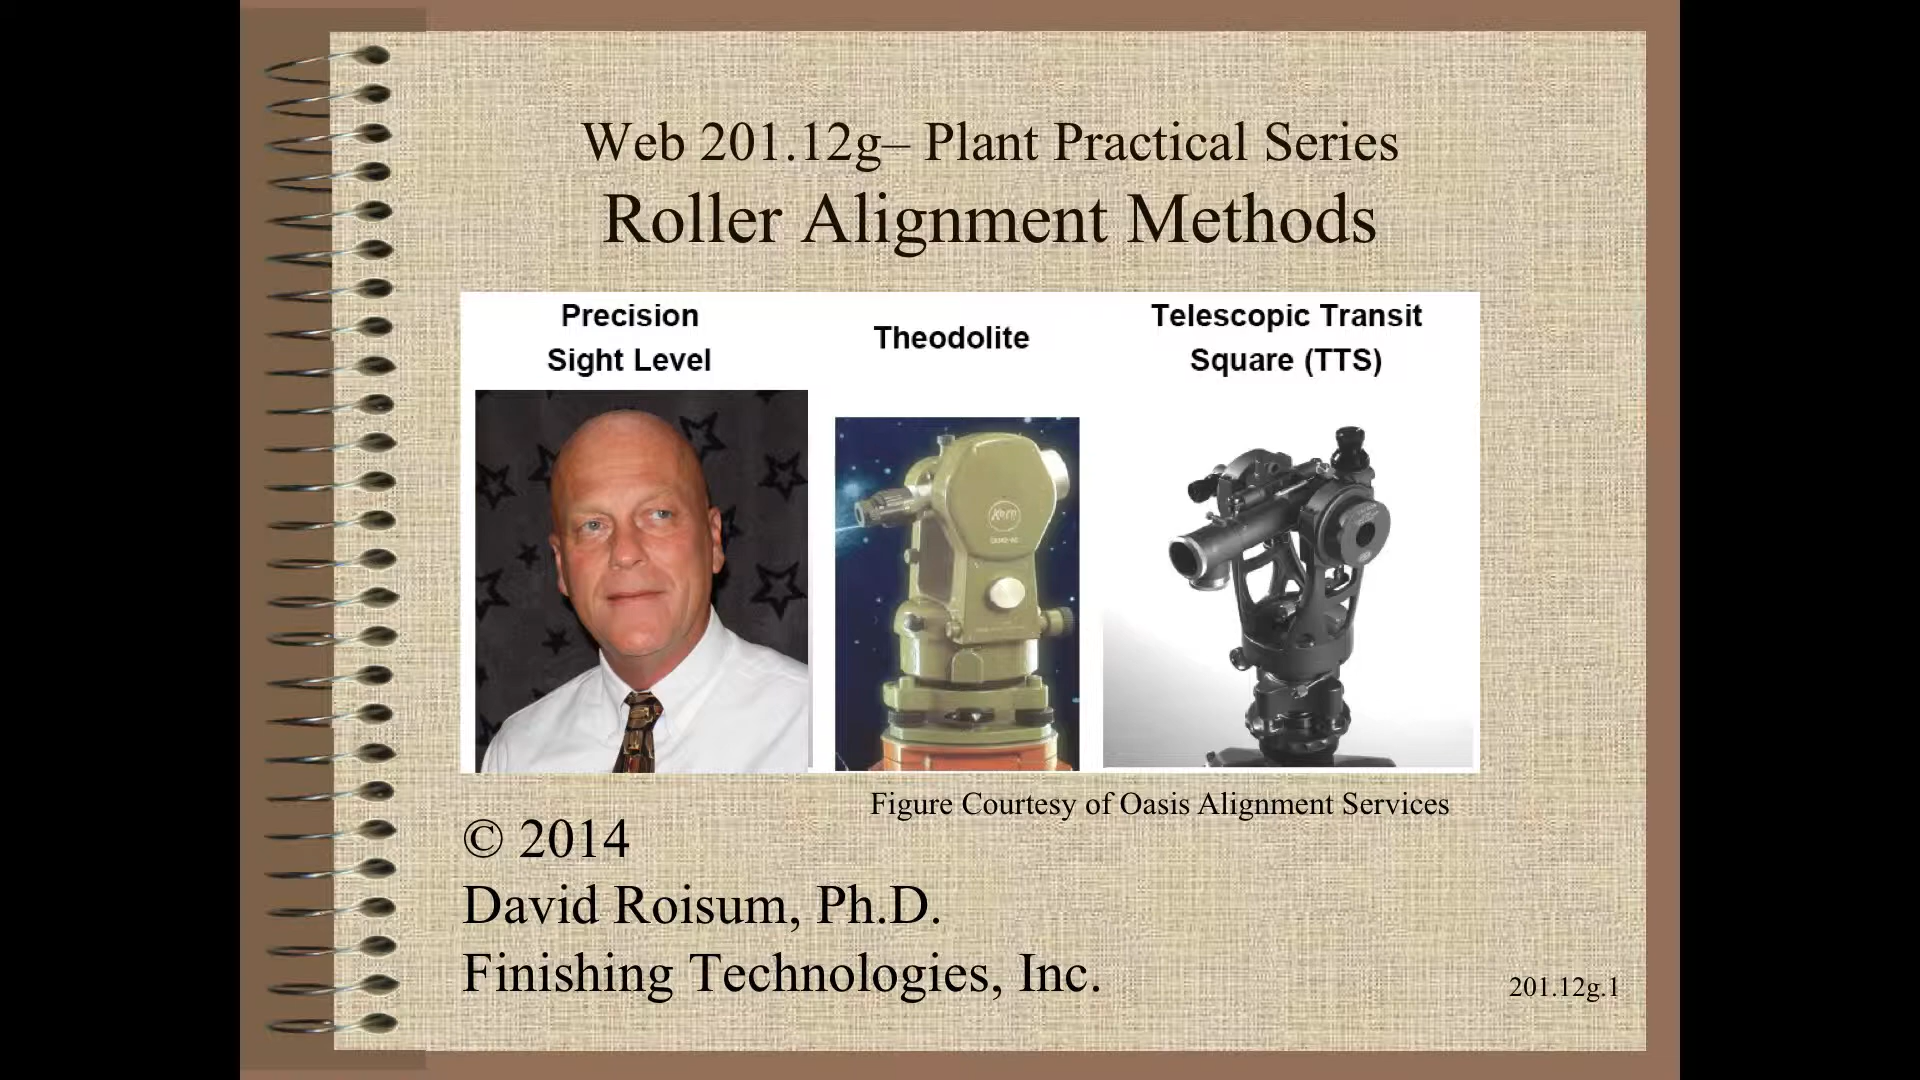 Web 201.12g– Plant Practical Series
Roller Alignment Methods
Precision
Sight Level
Theodolite
Telescopic Transit
Square (TTS)
Kern
Figure Courtesy of Oasis Alignment Services
© 2014
David Roisum, Ph.D.
Finishing Technologies, Inc.
201.12g.1